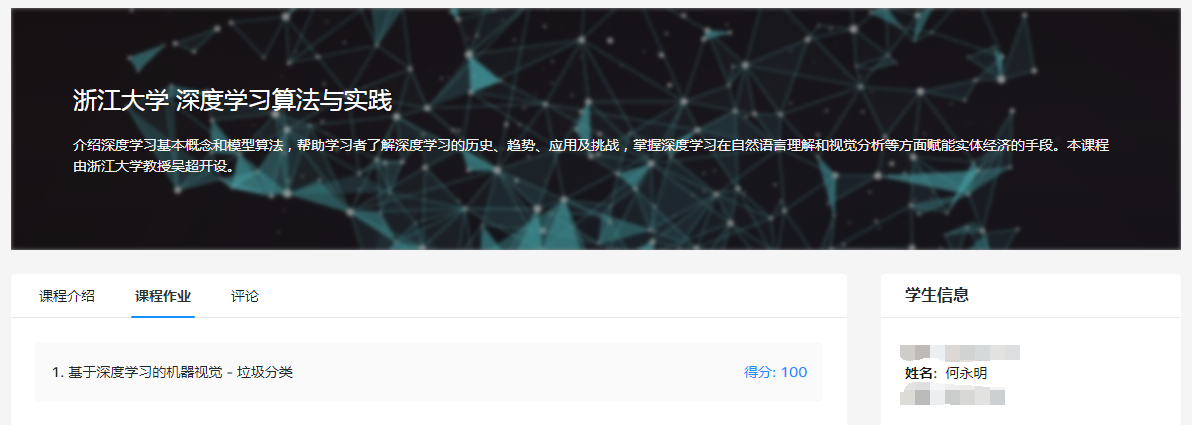 浙江大学 深度学习算法与实践
介绍深度学习基本概念和模型算法，帮助学习者了解深度学习的历史、趋势、应用及挑战，掌握深度学习在自然语言理解和视觉分析等方面赋能实体经济的手段。本课程
由浙江大学教授吴超开设。
课程介绍 课程作业 评论
学生信息
1. 基于深度学习的机器视觉 - 垃圾分类 得分: 100
姓名: 何永明